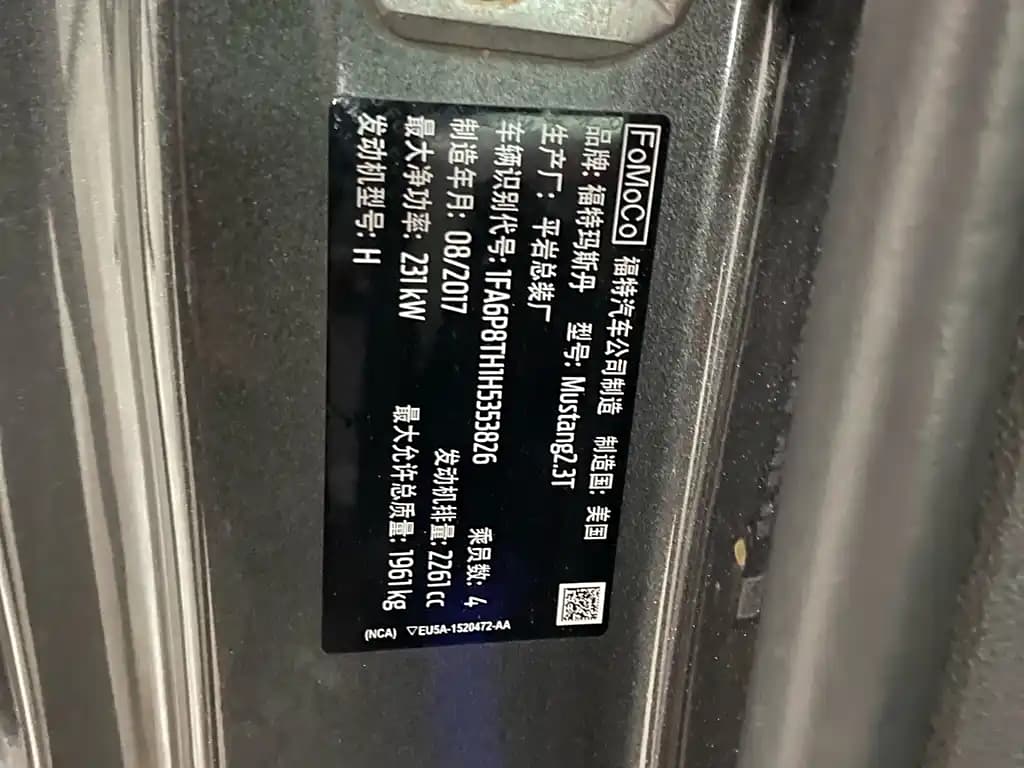 FoMoCo 福特汽车公司制造 制造国: 美国
品牌: 福特玛斯丹 型号: Mustang2.3T
生产厂: 平岩总装厂
车辆识别代号: 1FA6P8TH1H5353826 乘员数: 4
制造年月: 08/2017 发动机排量: 2261cc
最大净功率: 231kW 最大允许总质量: 1961kg
发动机型号: H
(NCA) ▽EU5A-1520472-AA